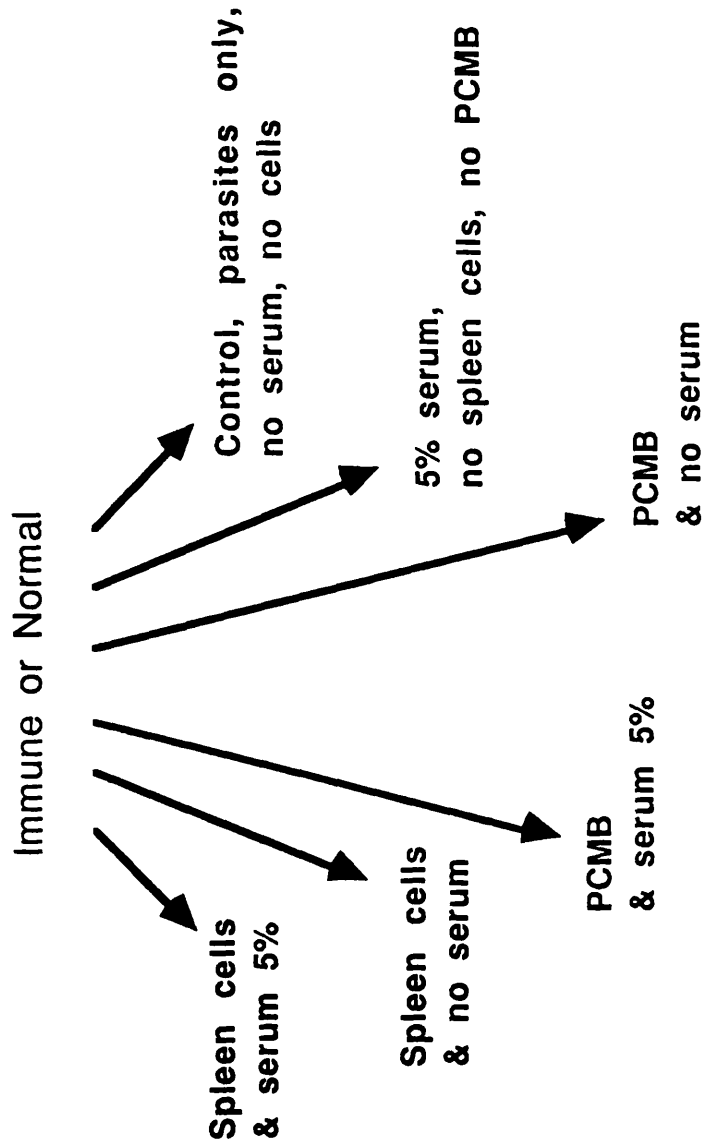 Immune or Normal
Spleen cells
& serum 5%
Spleen cells
& no serum
PCMB
& serum 5%
PCMB
& no serum
5% serum,
no spleen cells, no PCMB
Control, parasites only,
no serum, no cells